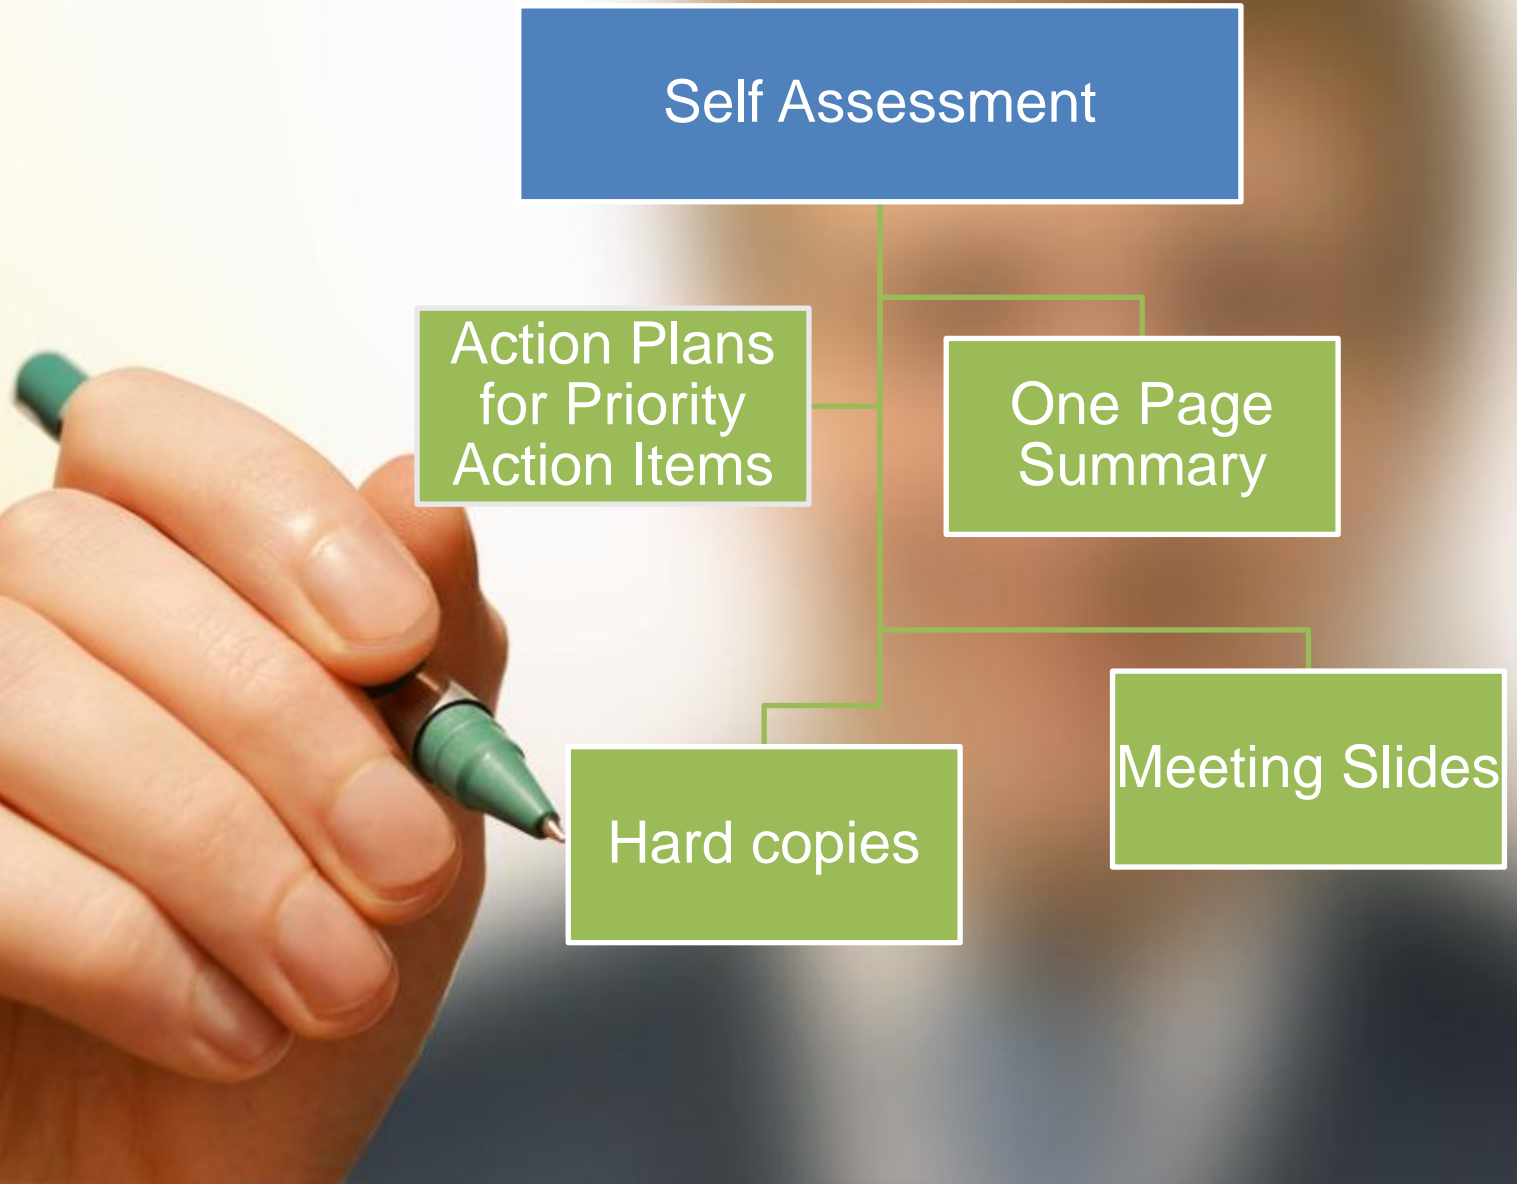 Self Assessment
Action Plans
for Priority
Action Items
One Page
Summary
Hard copies
Meeting Slides